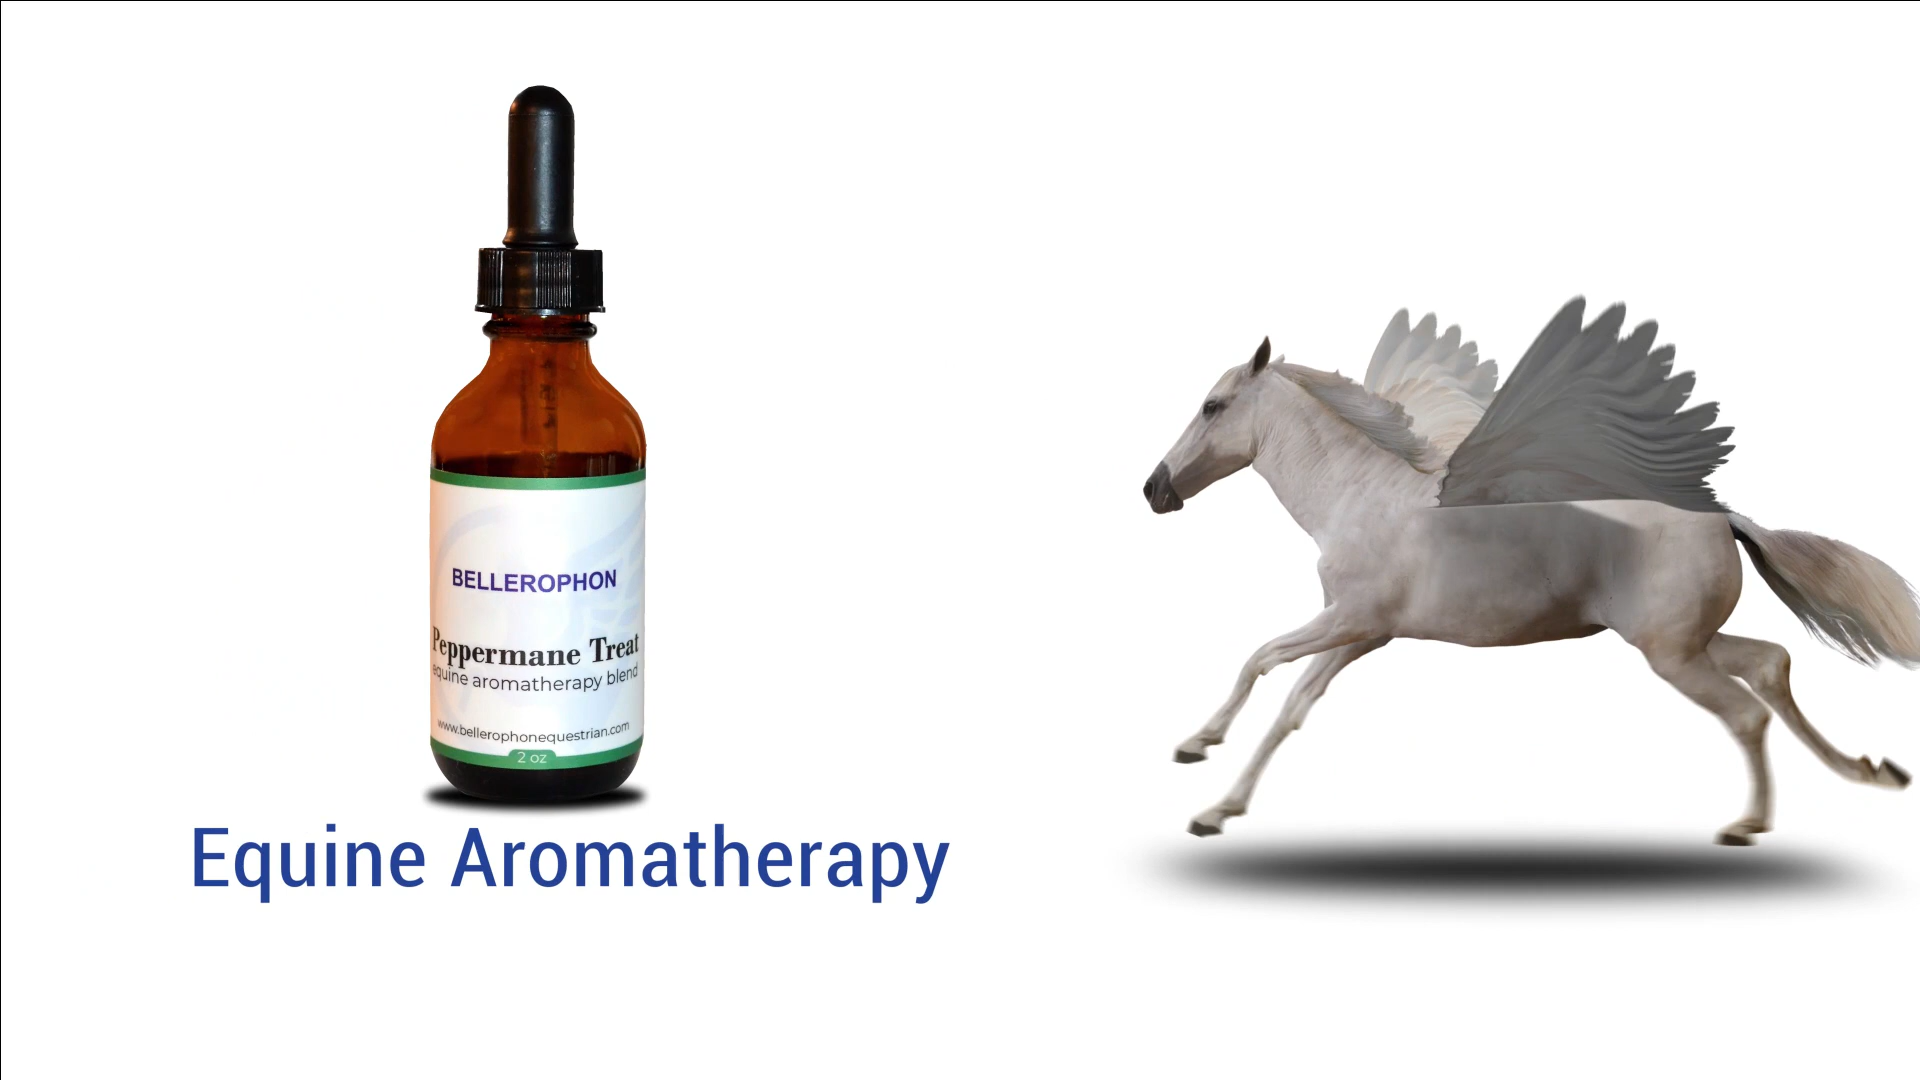 BELLEROPHON
Peppermane Treat
equine aromatherapy blend
www.bellerophonequestrian.com
2 oz
Equine Aromatherapy